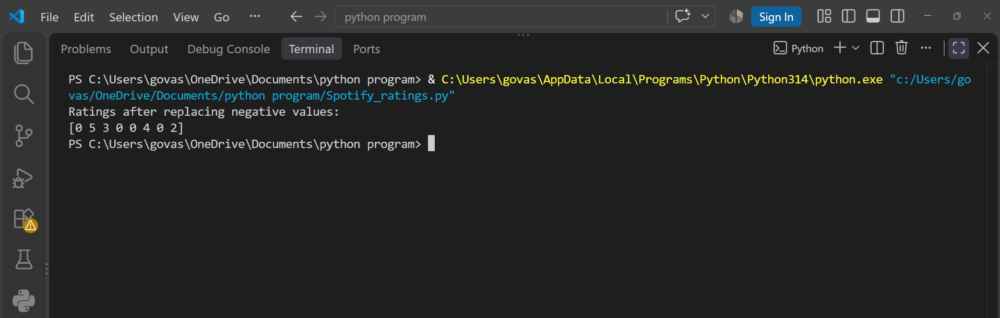 File Edit Selection View Go ··· python program Sign In
Problems Output Debug Console Terminal Ports Python
PS C:\Users\govas\OneDrive\Documents\python program> & C:\Users\govas\AppData\Local\Programs\Python\Python314\python.exe "c:/Users/go
vas/OneDrive/Documents/python program/Spotify_ratings.py"
Ratings after replacing negative values:
[0 5 3 0 0 4 0 2]
PS C:\Users\govas\OneDrive\Documents\python program>